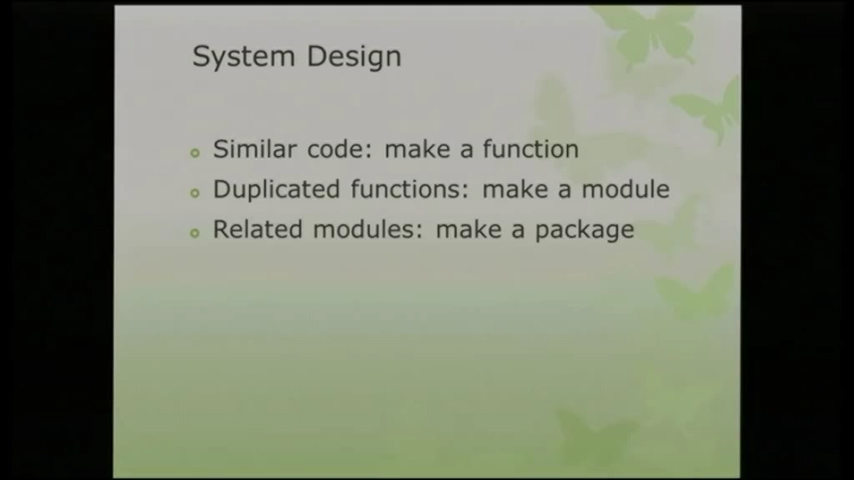 System Design
Similar code: make a function
Duplicated functions: make a module
Related modules: make a package